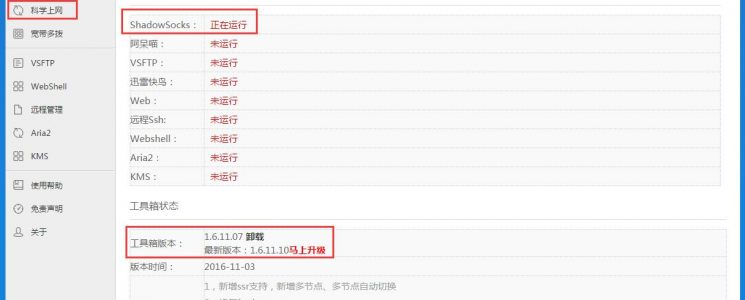 科学上网
宽带多拨
VSFTP
WebShell
远程管理
Aria2
KMS
使用帮助
免责声明
关于
ShadowSocks： 正在运行
阿呆喵： 未运行
VSFTP： 未运行
迅雷快鸟： 未运行
Web： 未运行
远程Ssh: 未运行
Webshell： 未运行
Aria2： 未运行
KMS： 未运行
工具箱状态
工具箱版本： 1.6.11.07 卸载
最新版本：1.6.11.10马上升级
版本时间： 2016-11-03
1，新增ssr支持，新增多节点、多节点自动切换